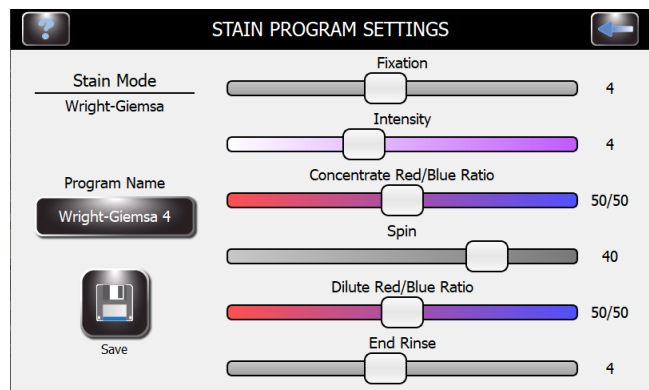 ?
STAIN PROGRAM SETTINGS
Stain Mode
Wright-Giemsa
Program Name
Wright-Giemsa 4
Save
Fixation
4
Intensity
4
Concentrate Red/Blue Ratio
50/50
Spin
40
Dilute Red/Blue Ratio
50/50
End Rinse
4